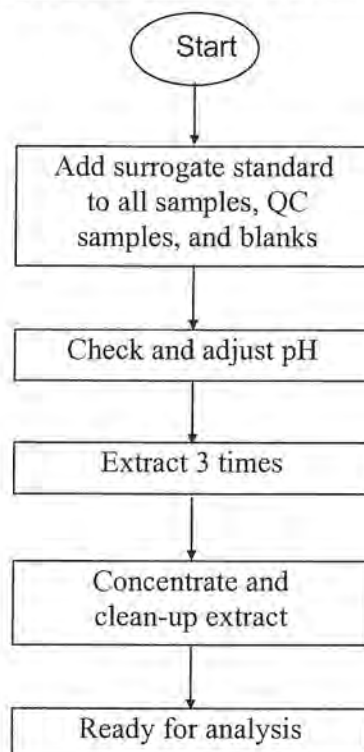 Start
Add surrogate standard
to all samples, QC
samples, and blanks
Check and adjust pH
Extract 3 times
Concentrate and
clean-up extract
Ready for analysis